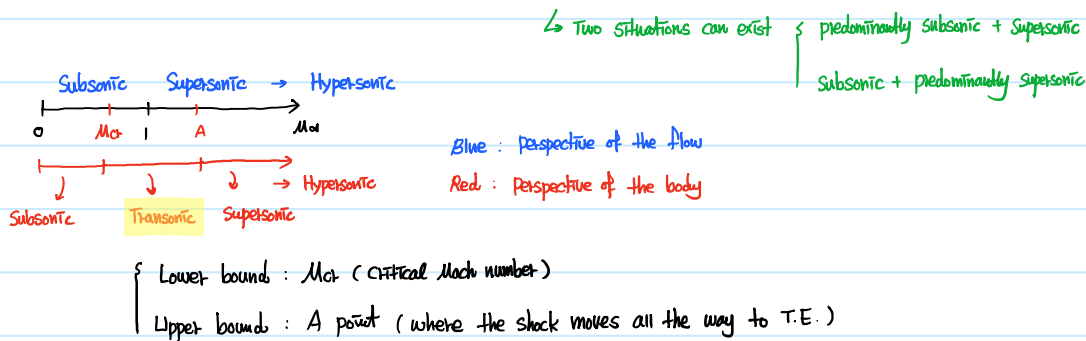 ↳ Two situations can exist { predominantly subsonic + supersonic
subsonic + predominantly supersonic
Subsonic Supersonic → Hypersonic
0 Mcr 1 A M∞
Blue : perspective of the flow
→ Hypersonic
Red : perspective of the body
Subsonic Transonic Supersonic
{ Lower bound : Mcr (Critical Mach number)
Upper bound : A point (where the shock moves all the way to T.E.)